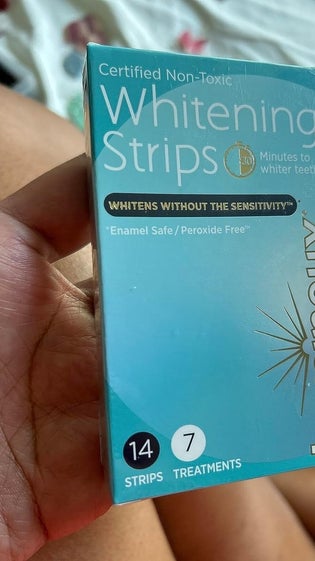 Certified Non-Toxic
Whitening
Strips
30
Minutes to
whiter teeth
WHITENS WITHOUT THE SENSITIVITY™
"Enamel Safe / Peroxide Free"
14
STRIPS
7
TREATMENTS